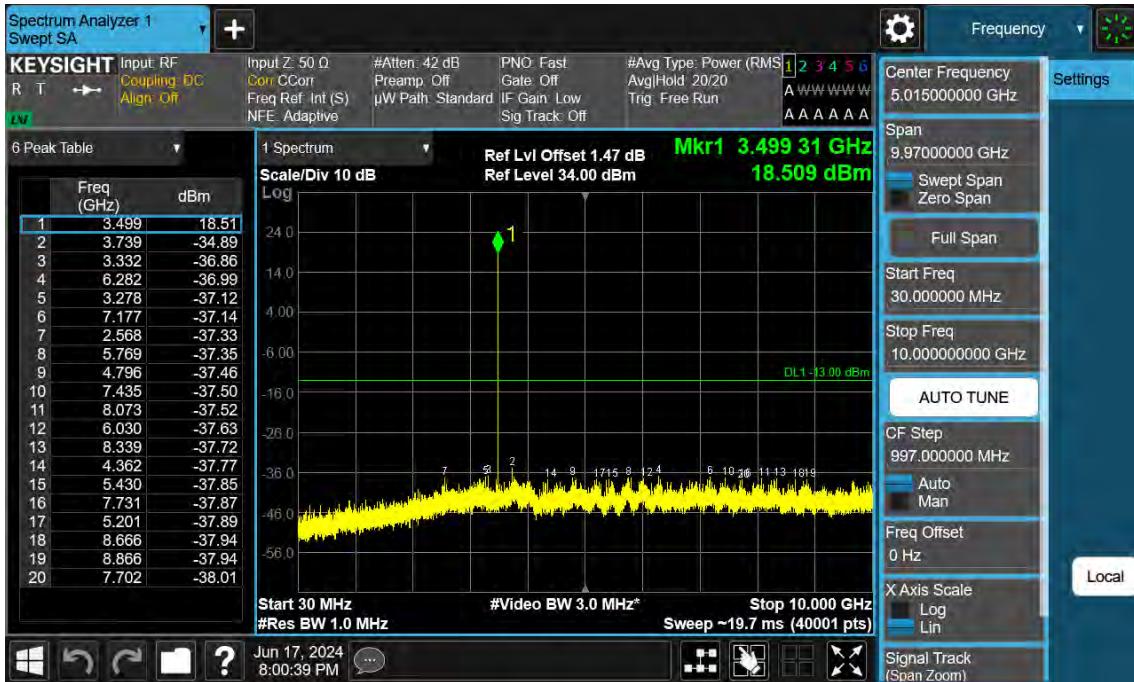 Spectrum Analyzer 1
Swept SA
+
Frequency
KEYSIGHT
R T
Input: RF
Coupling: DC
Align: Off
Input Z: 50 Ω
Corr CCorr
Freq Ref: Int (S)
NFE: Adaptive
#Atten: 42 dB
Preamp: Off
µW Path: Standard
PNO: Fast
Gate: Off
IF Gain: Low
Sig Track: Off
#Avg Type: Power (RMS
Avg|Hold: 20/20
Trig: Free Run
1 2 3 4 5 6
A W W W W W
A A A A A A
6 Peak Table
Freq
(GHz)
dBm
1 3.499 18.51
2 3.739 -34.89
3 3.332 -36.86
4 6.282 -36.99
5 3.278 -37.12
6 7.177 -37.14
7 2.568 -37.33
8 5.769 -37.35
9 4.796 -37.46
10 7.435 -37.50
11 8.073 -37.52
12 6.030 -37.63
13 8.339 -37.72
14 4.362 -37.77
15 5.430 -37.85
16 7.731 -37.87
17 5.201 -37.89
18 8.666 -37.94
19 8.866 -37.94
20 7.702 -38.01
1 Spectrum
Scale/Div 10 dB
Ref Lvl Offset 1.47 dB
Ref Level 34.00 dBm
Mkr1 3.499 31 GHz
18.509 dBm
Log
24.0
14.0
4.00
-6.00
-16.0
-26.0
-36.0
-46.0
-56.0
1
DL1 -13.00 dBm
7 2 14 9 1715 8 12 4 6 10 11 13 1819
Start 30 MHz
#Res BW 1.0 MHz
#Video BW 3.0 MHz*
Stop 10.000 GHz
Sweep ~19.7 ms (40001 pts)
Center Frequency
5.015000000 GHz
Span
9.97000000 GHz
Swept Span
Zero Span
Full Span
Start Freq
30.000000 MHz
Stop Freq
10.000000000 GHz
AUTO TUNE
CF Step
997.000000 MHz
Auto
Man
Freq Offset
0 Hz
X Axis Scale
Log
Lin
Signal Track
(Span Zoom)
Settings
Local
?
Jun 17, 2024
8:00:39 PM